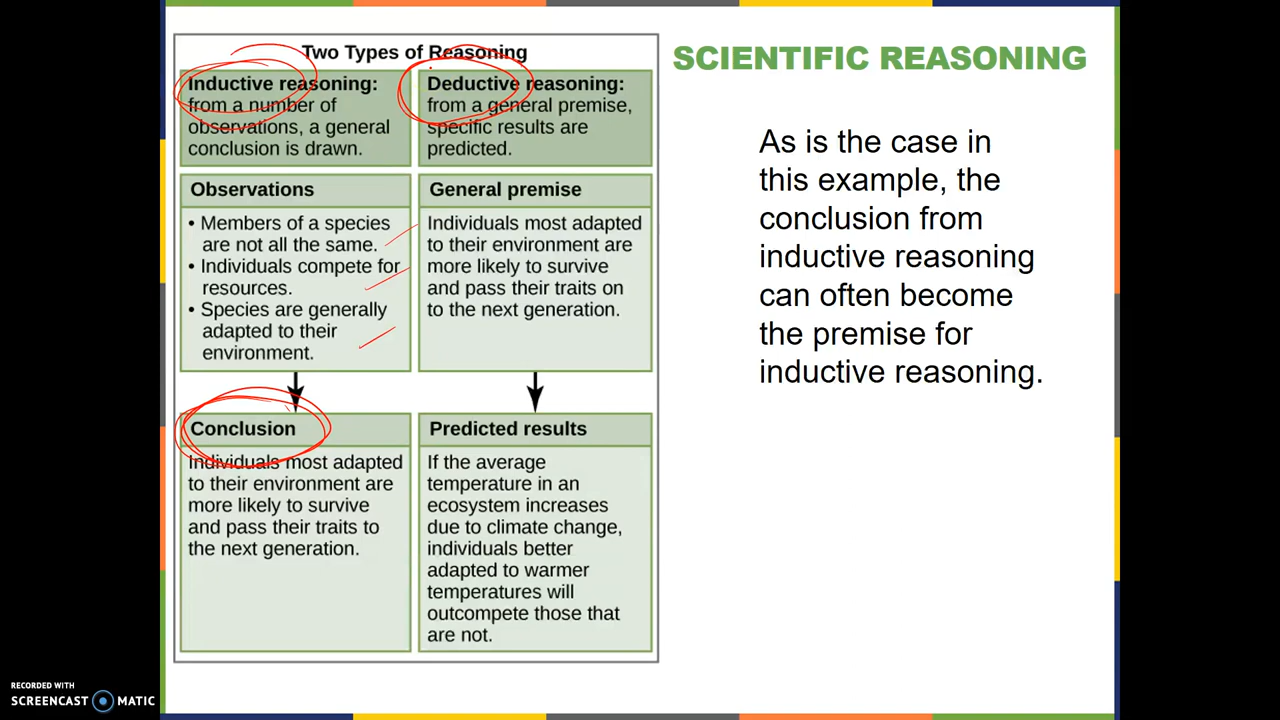 Two Types of Reasoning
Inductive reasoning:
from a number of
observations, a general
conclusion is drawn.
Deductive reasoning:
from a general premise,
specific results are
predicted.
Observations
• Members of a species
are not all the same.
• Individuals compete for
resources.
• Species are generally
adapted to their
environment.
General premise
Individuals most adapted
to their environment are
more likely to survive
and pass their traits on
to the next generation.
Conclusion
Individuals most adapted
to their environment are
more likely to survive
and pass their traits to
the next generation.
Predicted results
If the average
temperature in an
ecosystem increases
due to climate change,
individuals better
adapted to warmer
temperatures will
outcompete those that
are not.
SCIENTIFIC REASONING
As is the case in
this example, the
conclusion from
inductive reasoning
can often become
the premise for
inductive reasoning.
RECORDED WITH
SCREENCAST MATIC